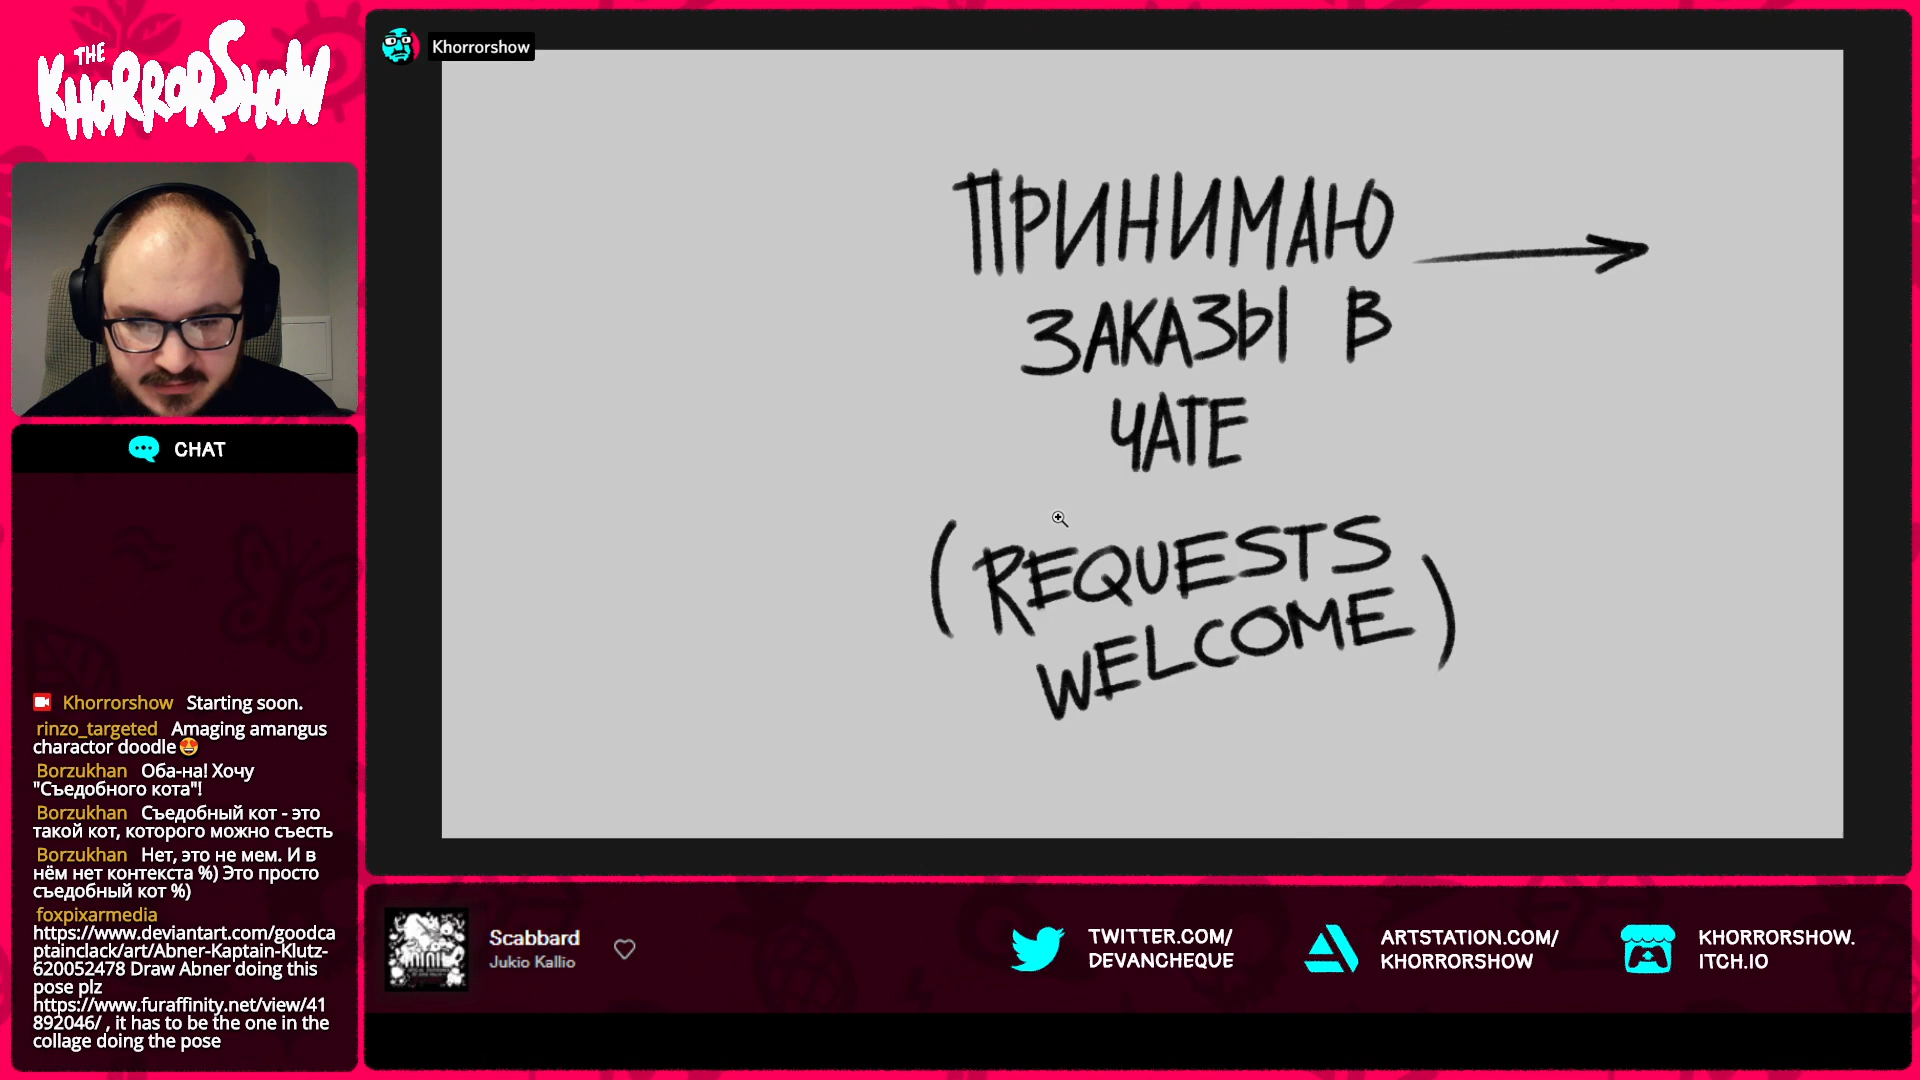 THE
KHORRORSHOW
Khorrorshow
ПРИНИМАЮ
ЗАКАЗЫ В
ЧАТЕ
(REQUESTS
WELCOME)
CHAT
Khorrorshow Starting soon.
rinzo_targeted Amaging amangus
charactor doodle😍
Borzukhan Оба-на! Хочу
"Съедобного кота"!
Borzukhan Съедобный кот - это
такой кот, которого можно съесть
Borzukhan Нет, это не мем. И в
нём нет контекста %) Это просто
съедобный кот %)
foxpixarmedia
https://www.deviantart.com/goodca
ptainclack/art/Abner-Kaptain-Klutz-
620052478 Draw Abner doing this
pose plz
https://www.furaffinity.net/view/41
892046/ , it has to be the one in the
collage doing the pose
MINIT
Scabbard
Jukio Kallio
TWITTER.COM/
DEVANCHEQUE
ARTSTATION.COM/
KHORRORSHOW
KHORRORSHOW.
ITCH.IO